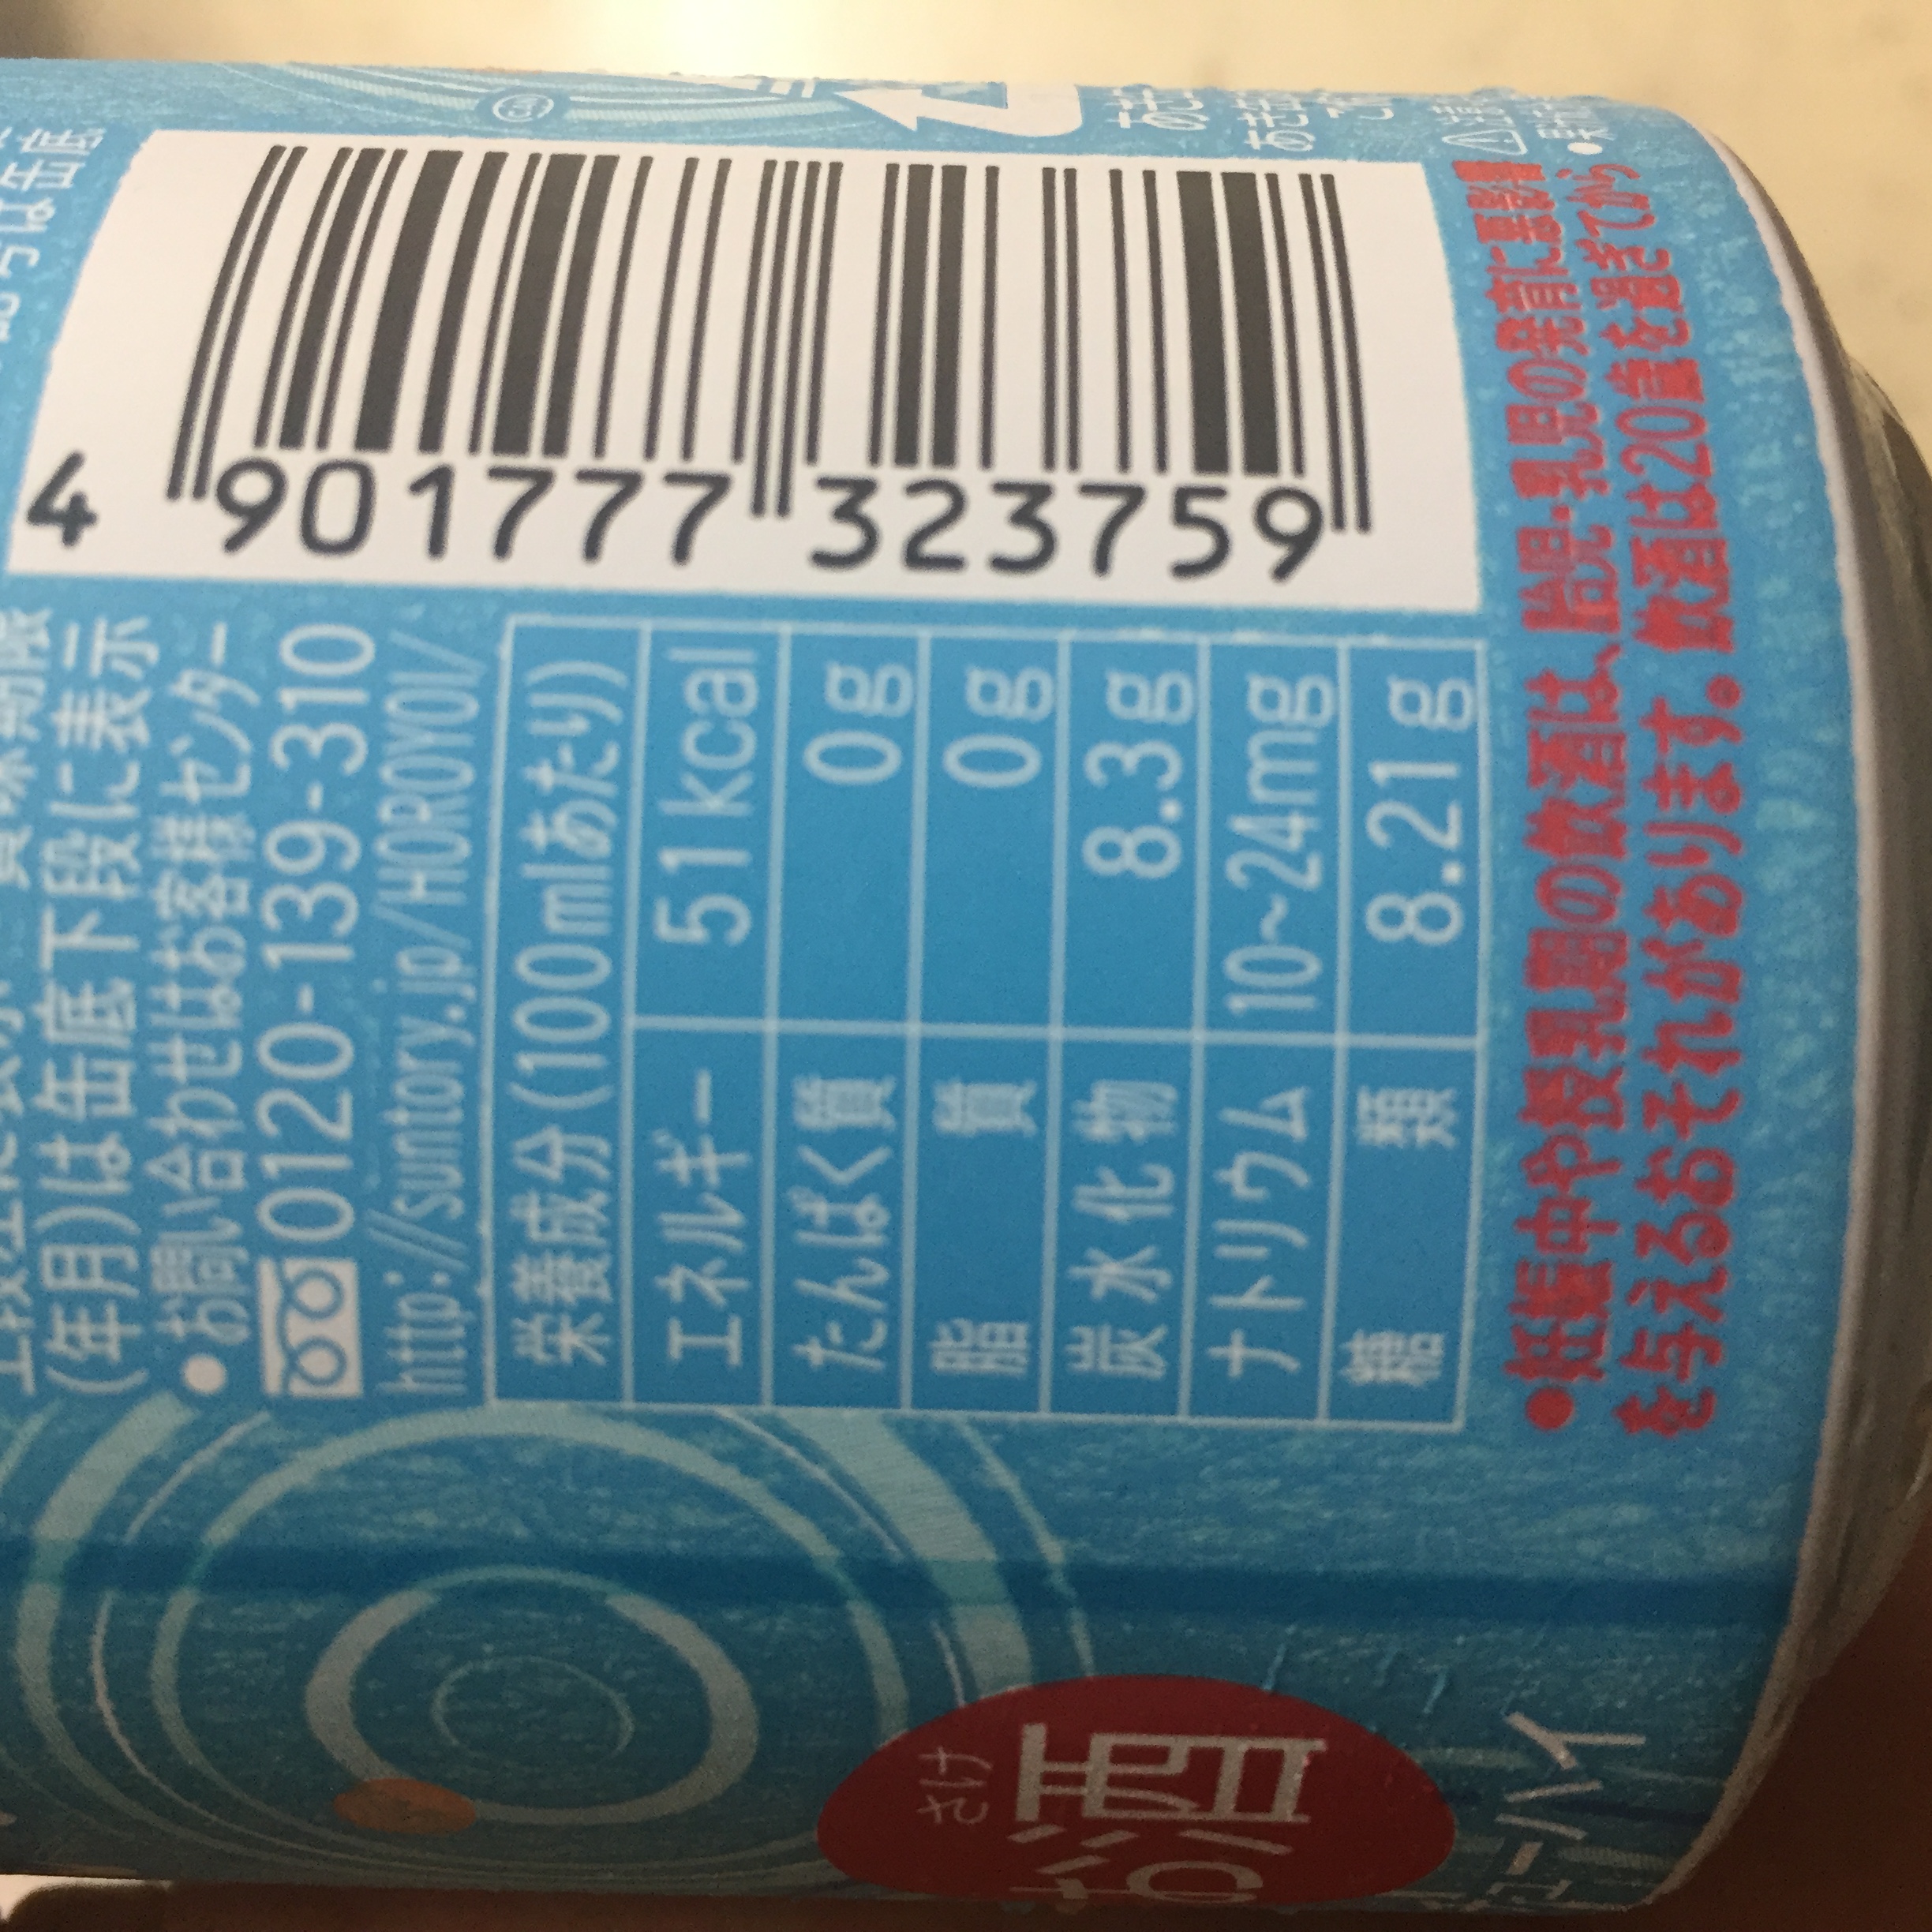 4 901777 323759
(年月)は缶底下段に表示
●お問い合わせはお客様センター
0120-139-310
http://suntory.jp/HOROYOI/
栄養成分(100mlあたり)
エネルギー 51kcal
たんぱく質 0g
脂質 0g
炭水化物 8.3g
ナトリウム 10~24mg
糖類 8.21g
●妊娠中や授乳期の飲酒は、胎児・乳児の発育に悪影響
を与えるおそれがあります。飲酒は20歳を過ぎてから
さけ
お酒